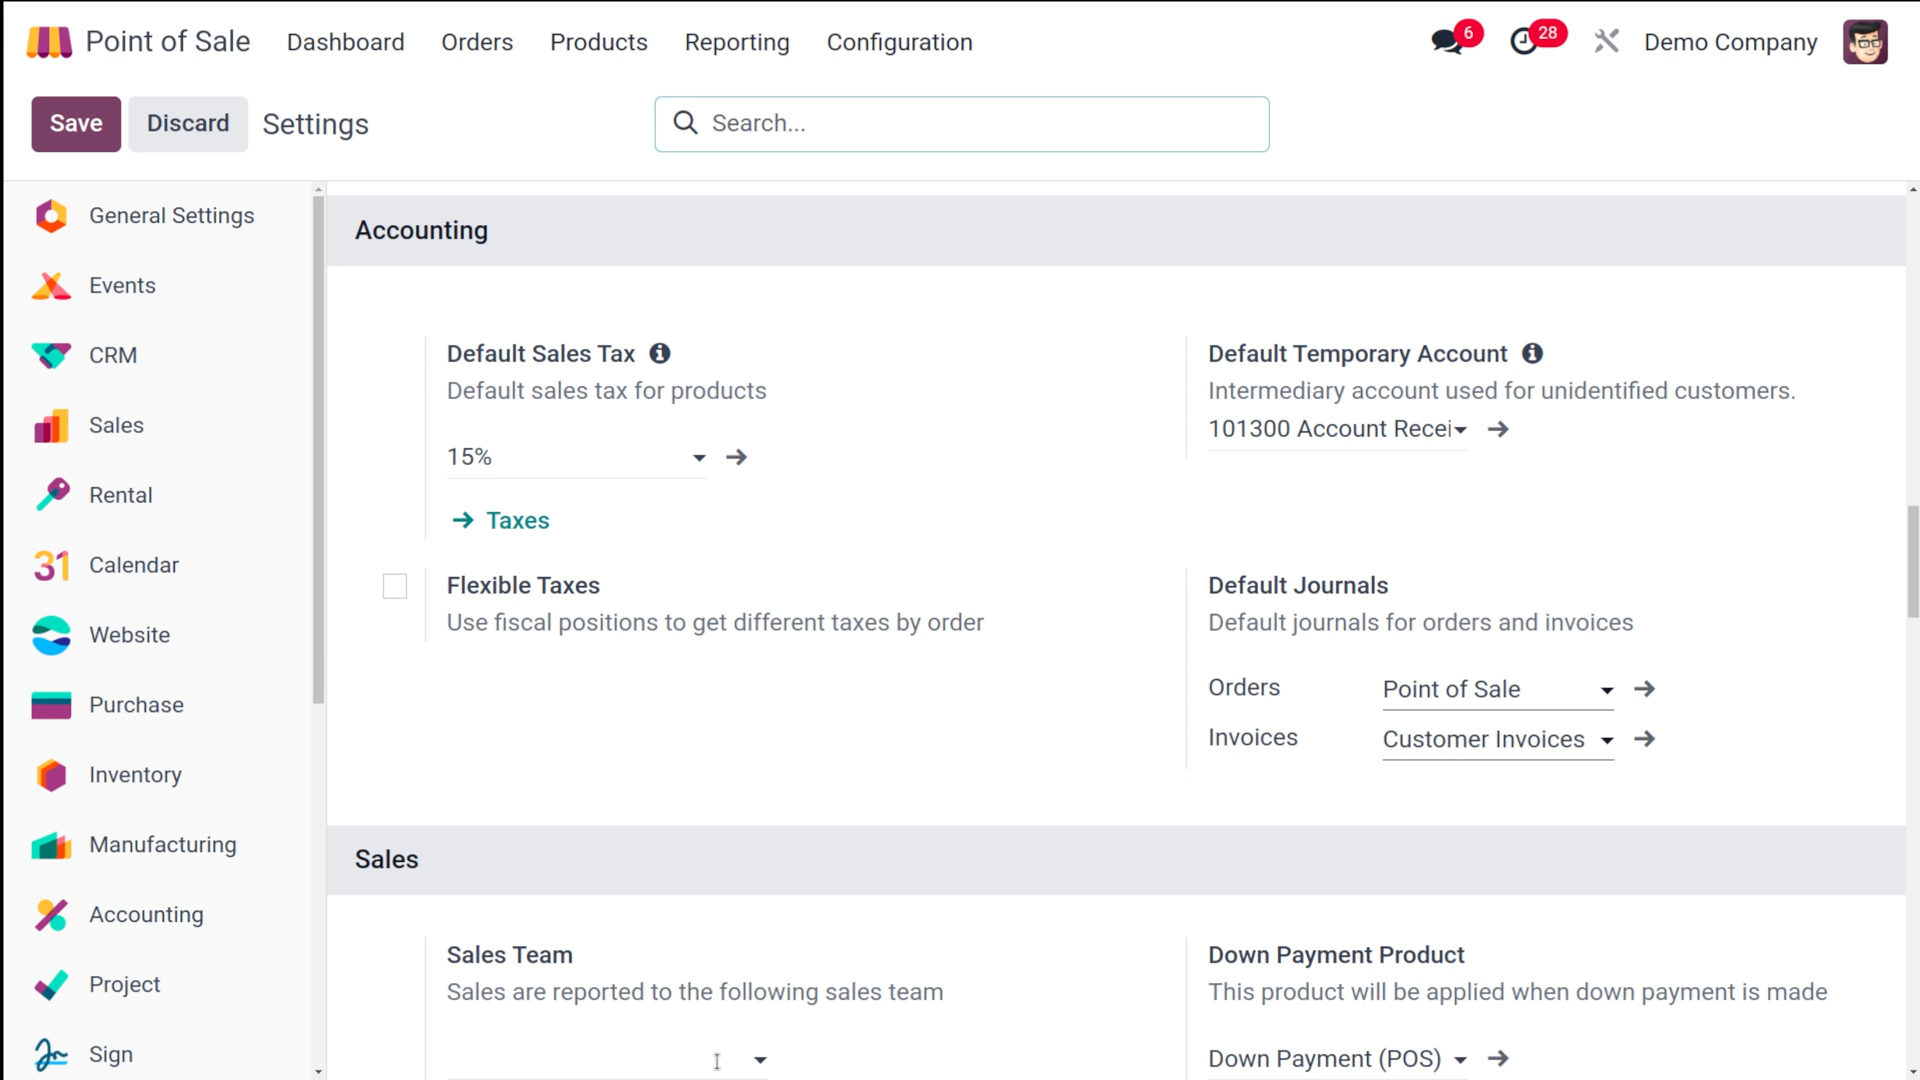 Point of Sale Dashboard Orders Products Reporting Configuration 6 28 Demo Company
Save Discard Settings Search...
General Settings
Events
CRM
Sales
Rental
31 Calendar
Website
Purchase
Inventory
Manufacturing
Accounting
Project
Sign
Accounting
Default Sales Tax
Default sales tax for products
15%
Taxes
Default Temporary Account
Intermediary account used for unidentified customers.
101300 Account Recei
Flexible Taxes
Use fiscal positions to get different taxes by order
Default Journals
Default journals for orders and invoices
Orders Point of Sale
Invoices Customer Invoices
Sales
Sales Team
Sales are reported to the following sales team
Down Payment Product
This product will be applied when down payment is made
Down Payment (POS)